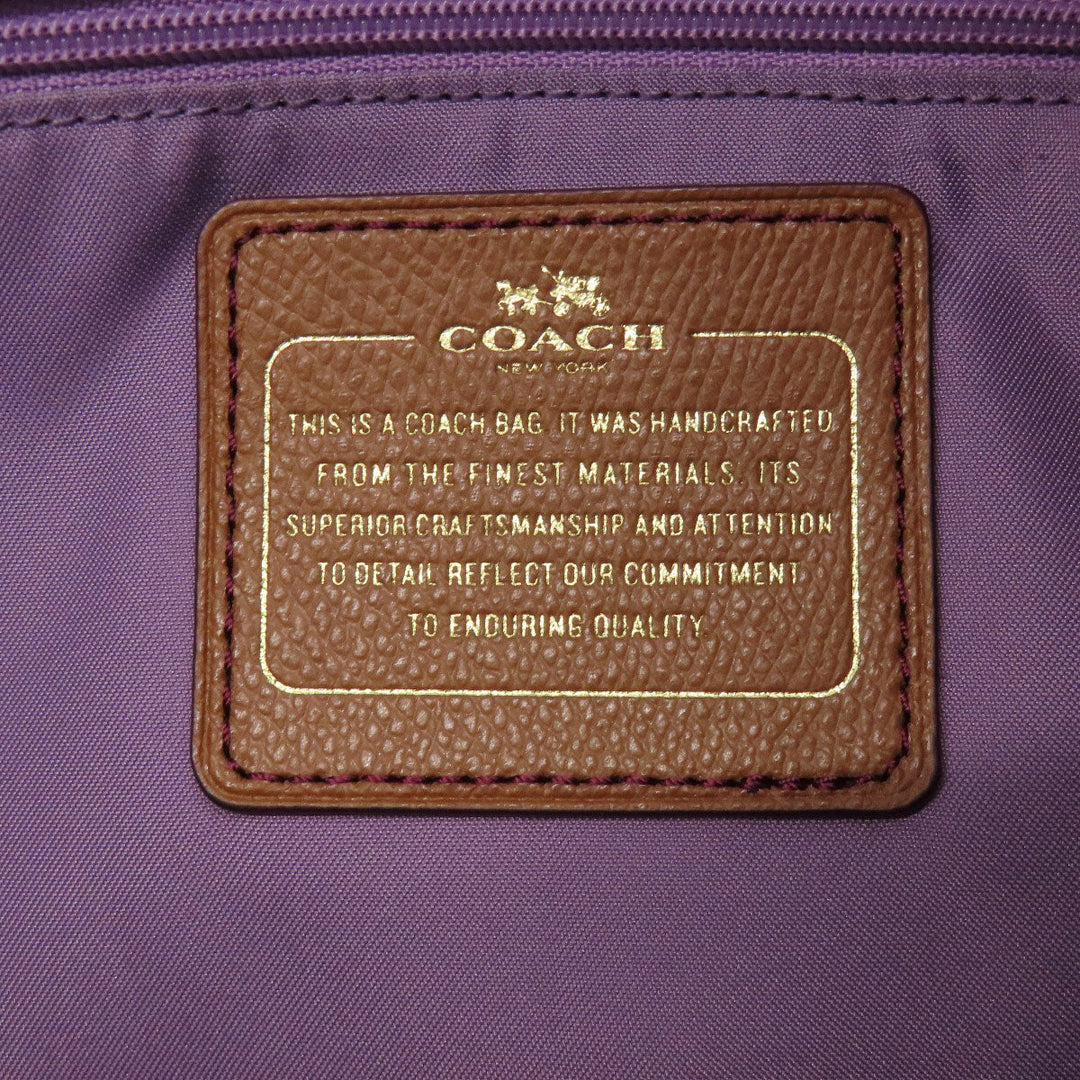 COACH
NEW YORK
THIS IS A COACH BAG. IT WAS HANDCRAFTED
FROM THE FINEST MATERIALS. ITS
SUPERIOR CRAFTSMANSHIP AND ATTENTION
TO DETAIL REFLECT OUR COMMITMENT
TO ENDURING QUALITY.